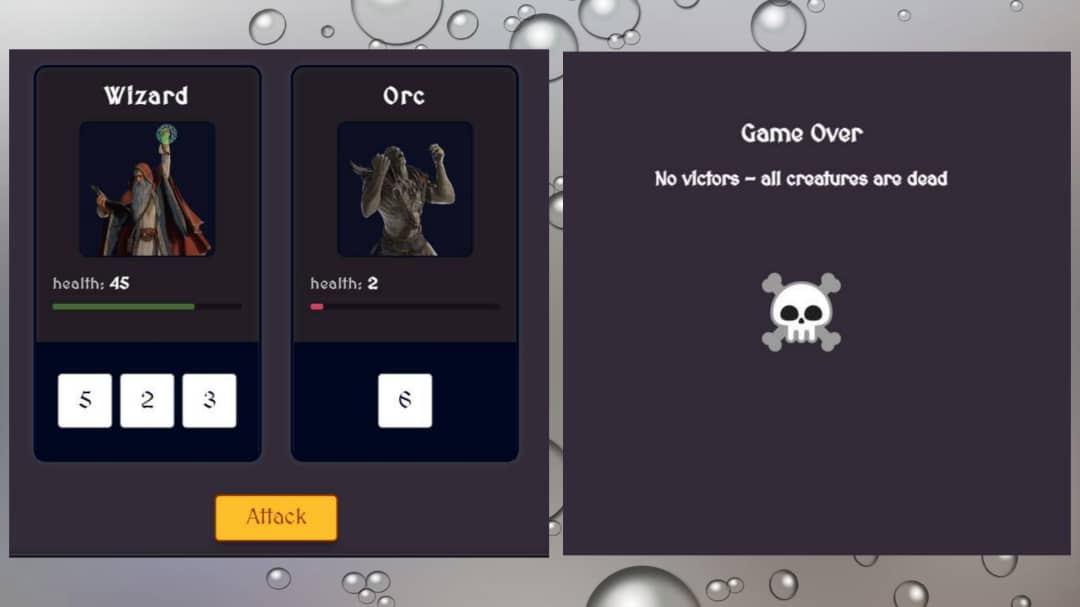 Wizard
health: 45
5 2 3
Orc
health: 2
6
Attack
Game Over
No victors - all creatures are dead